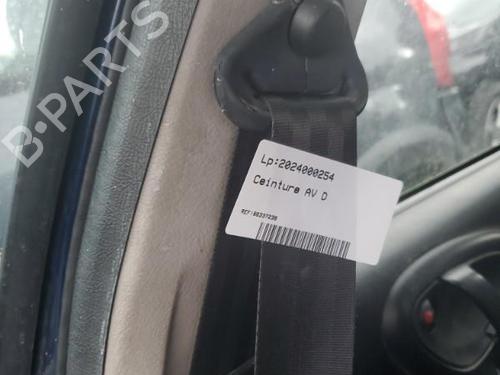 B-PARTS
Lp:2024000254
Ceinture AV D